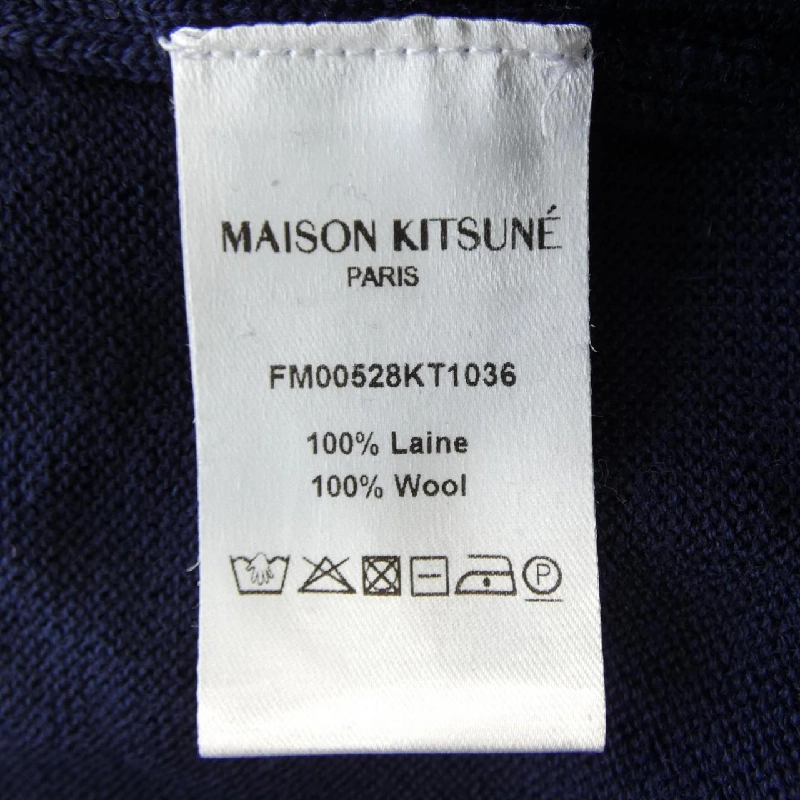 MAISON KITSUNÉ
PARIS
FM00528KT1036
100% Laine
100% Wool
P